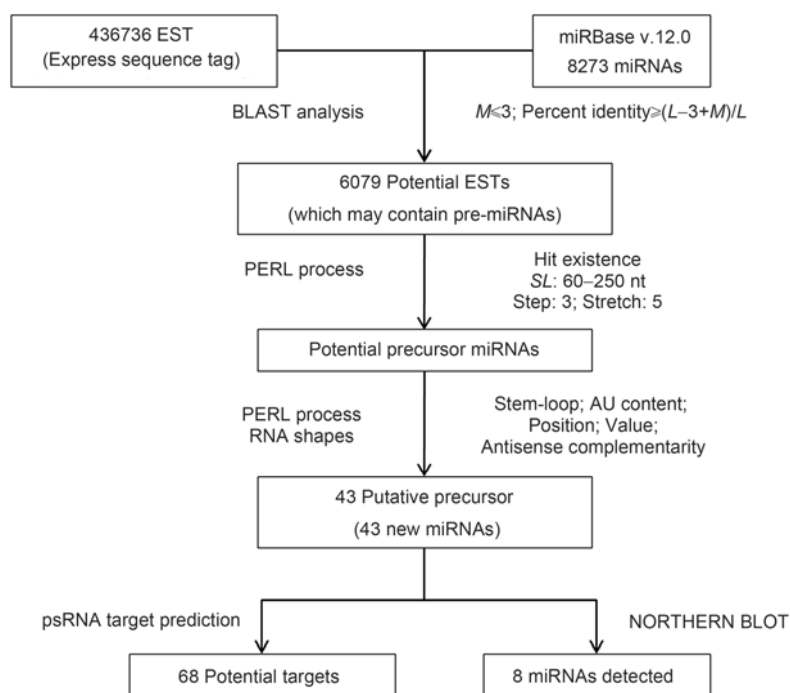 436736 EST
(Express sequence tag)
miRBase v.12.0
8273 miRNAs
BLAST analysis
M⩽3; Percent identity⩾(L–3+M)/L
6079 Potential ESTs
(which may contain pre-miRNAs)
PERL process
Hit existence
SL: 60–250 nt
Step: 3; Stretch: 5
Potential precursor miRNAs
PERL process
RNA shapes
Stem-loop; AU content;
Position; Value;
Antisense complementarity
43 Putative precursor
(43 new miRNAs)
psRNA target prediction
NORTHERN BLOT
68 Potential targets
8 miRNAs detected